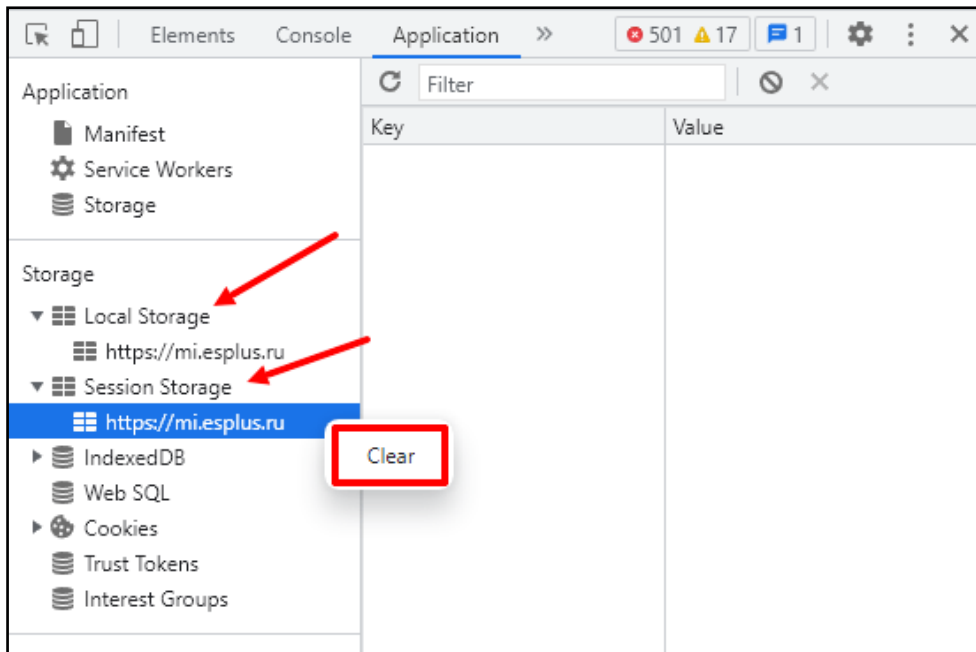 Elements Console Application » 501 17 1
Application
Manifest
Service Workers
Storage
Storage
Local Storage
https://mi.esplus.ru
Session Storage
https://mi.esplus.ru
IndexedDB
Web SQL
Cookies
Trust Tokens
Interest Groups
Filter
Key Value
Clear